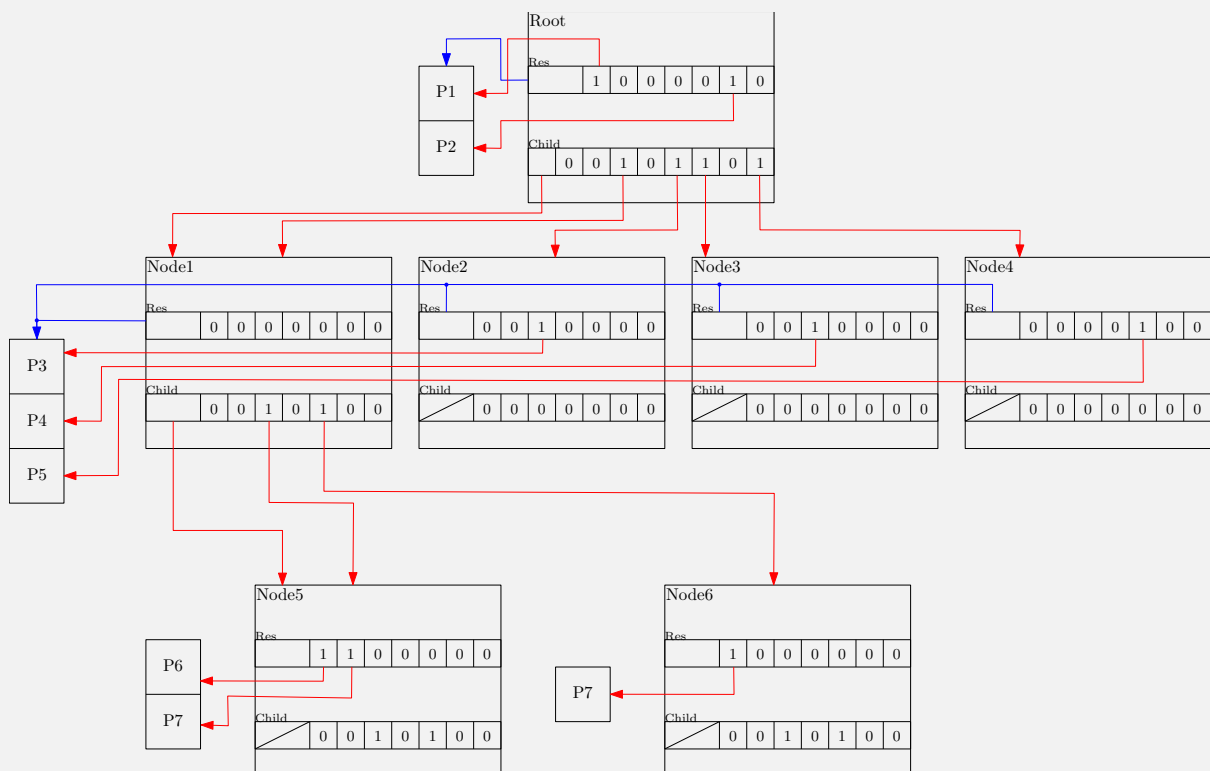 Root
Res
1 0 0 0 0 1 0
P1
P2
Child
0 0 1 0 1 1 0 1
Node1 Node2 Node3 Node4
Res Res Res Res
0 0 0 0 0 0 0 0 0 1 0 0 0 0 0 0 1 0 0 0 0 0 0 0 0 1 0 0
P3
Child Child Child Child
P4 0 0 1 0 1 0 0 0 0 0 0 0 0 0 0 0 0 0 0 0 0 0 0 0 0 0 0 0
P5
Node5 Node6
Res Res
P6 1 1 0 0 0 0 0 1 0 0 0 0 0 0
P7 P7
Child Child
0 0 1 0 1 0 0 0 0 1 0 1 0 0